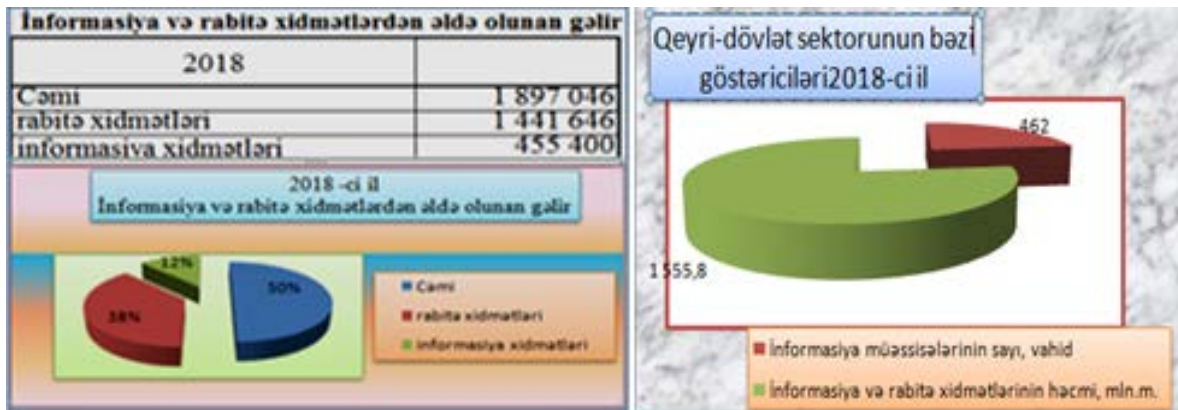 İnformasiya və rabitə xidmətlərdən əldə olunan gəlir
2018
Cəmi 1 897 046
rabitə xidmətləri 1 441 646
informasiya xidmətləri 455 400
2018 -ci il
İnformasiya və rabitə xidmətlərdən əldə olunan gəlir
12%
50%
38%
Cəmi
rabitə xidmətləri
informasiya xidmətləri
Qeyri-dövlət sektorunun bəzi
göstəriciləri2018-ci il
462
1 555,8
İnformasiya müəssisələrinin sayı, vahid
İnformasiya və rabitə xidmətlərinin həcmi, mln.m.